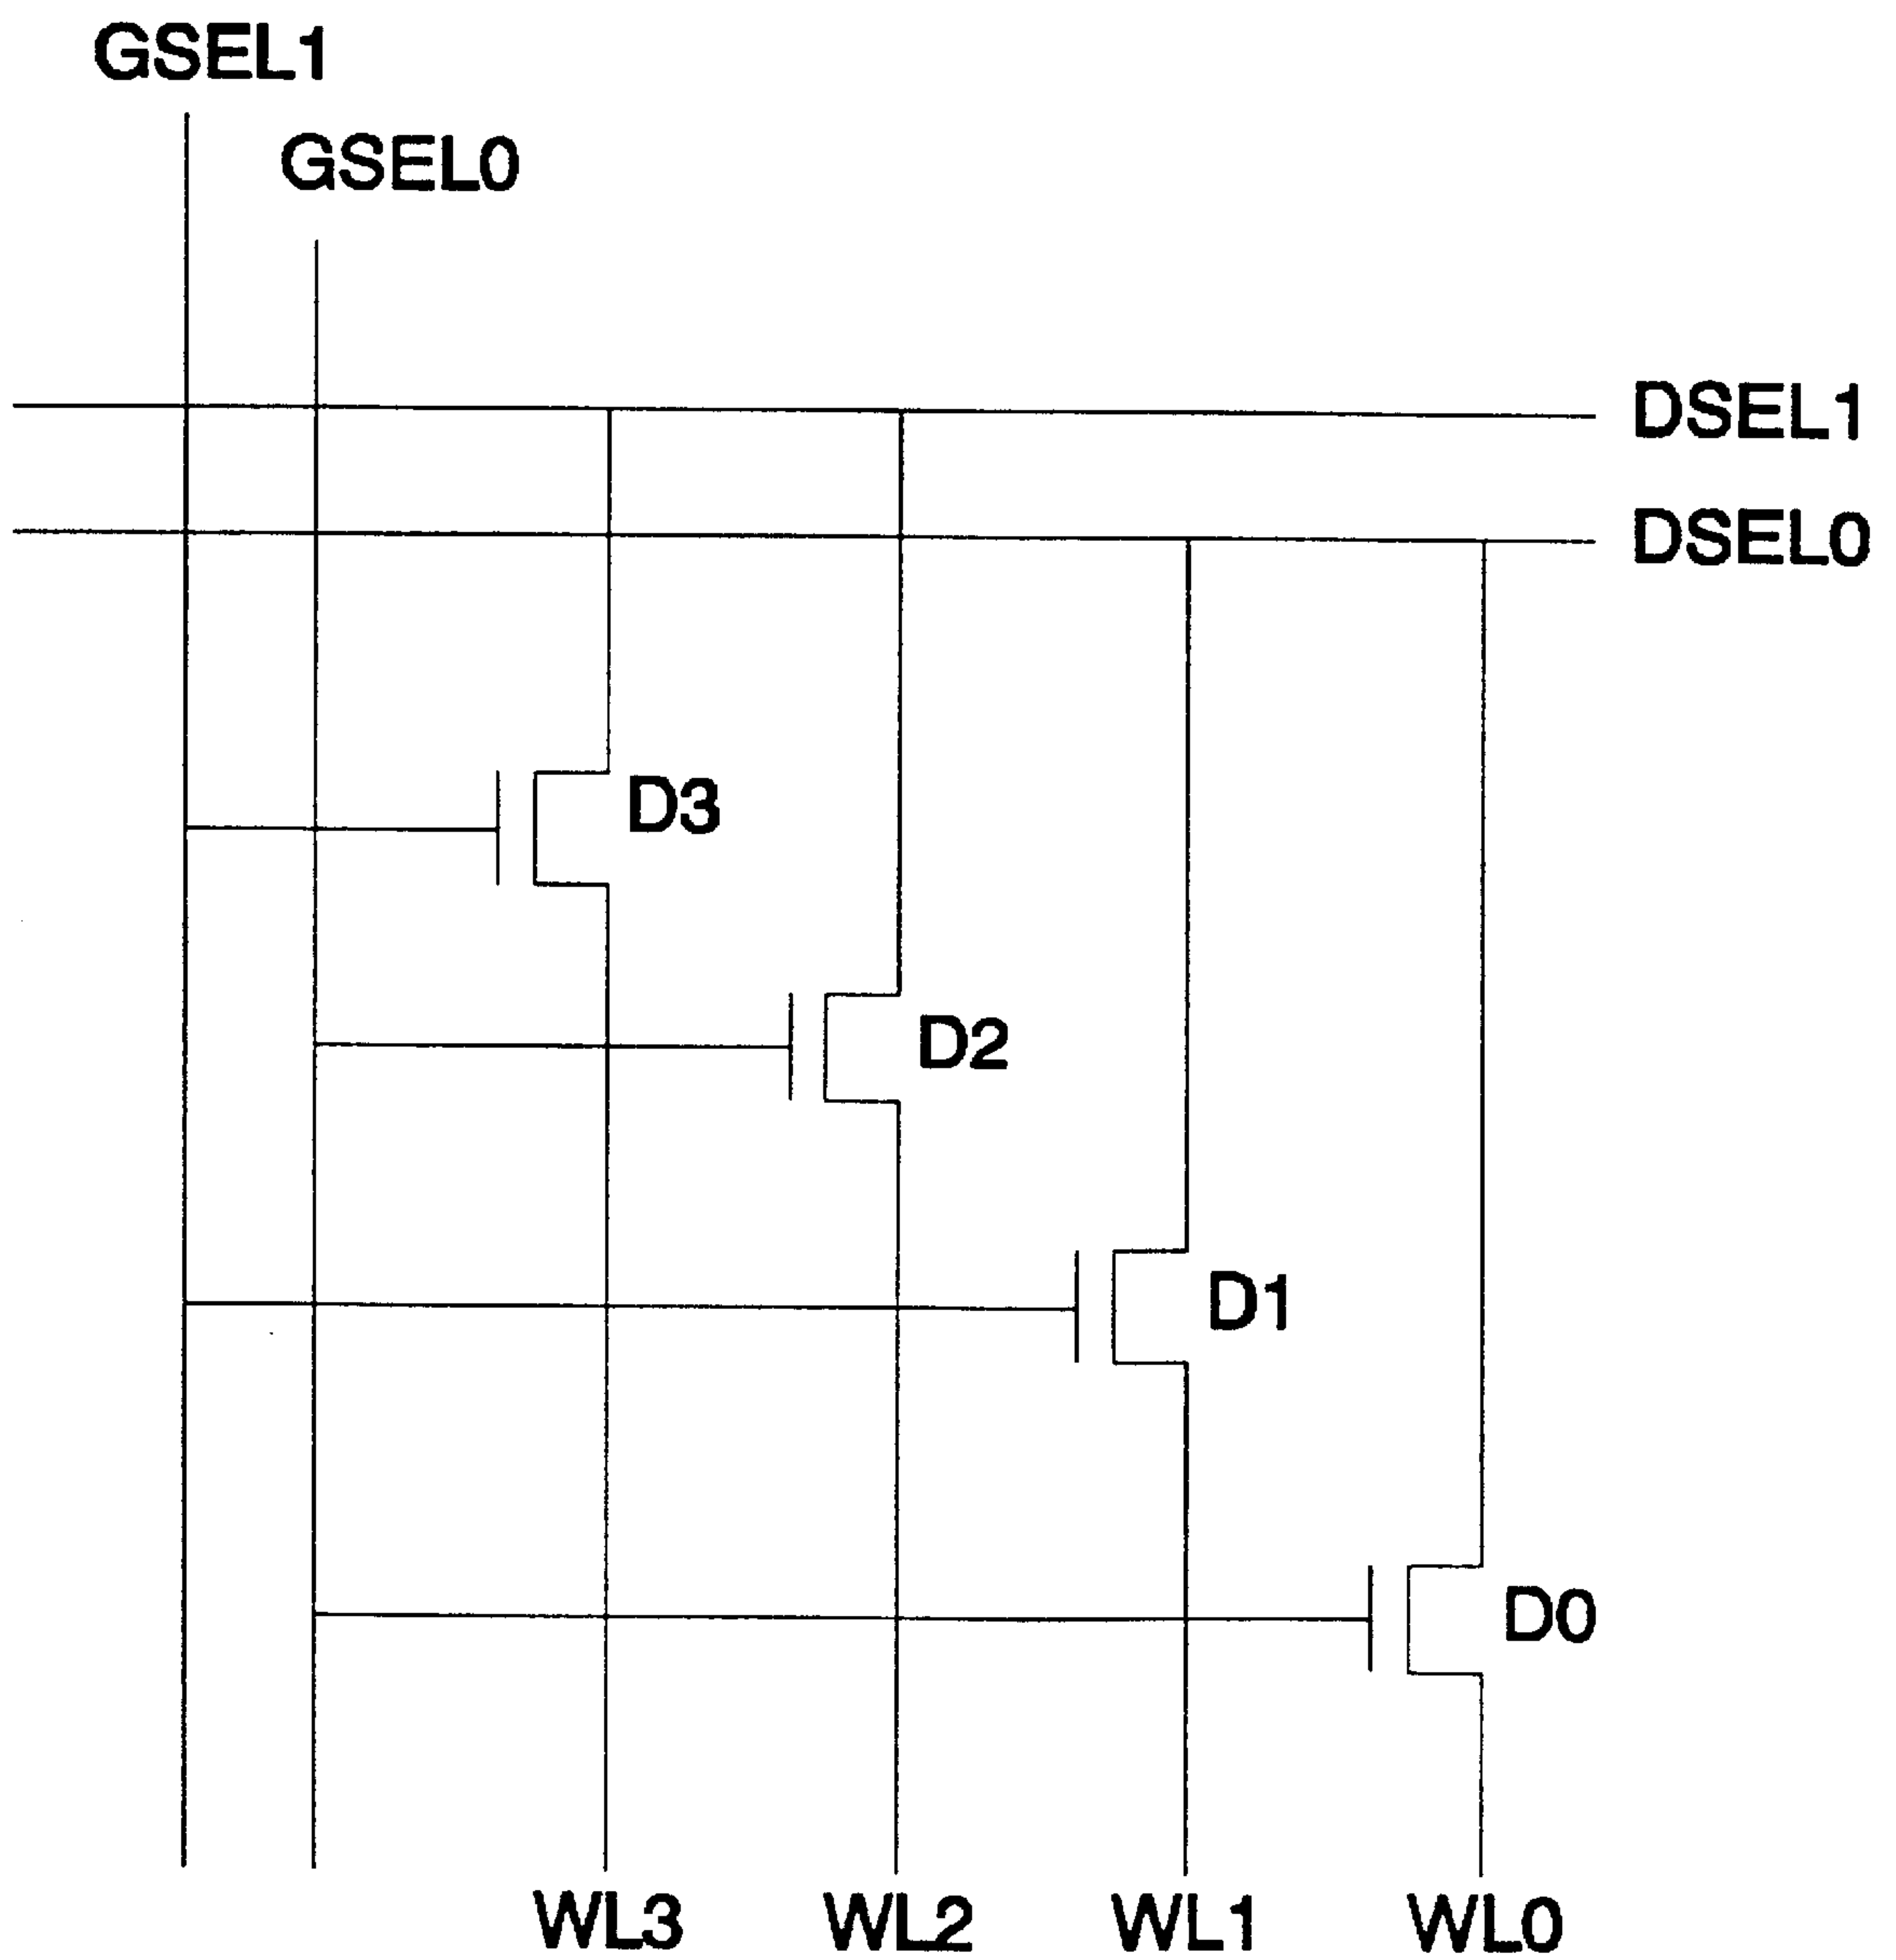 GSEL1
GSEL0
DSEL1
DSEL0
D3
D2
D1
D0
WL3 WL2 WL1 WL0